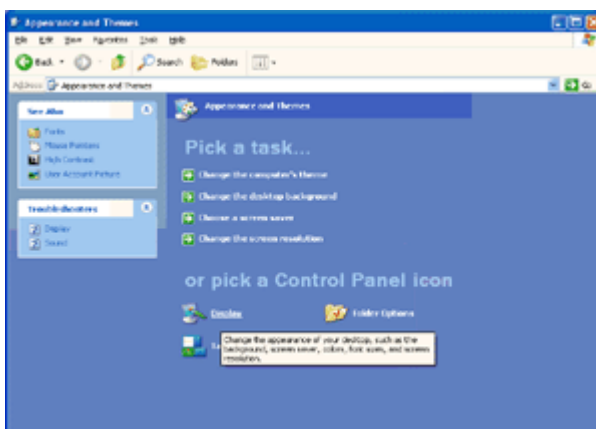 Appearance and Themes
File Edit View Favorites Tools Help
Back Search Folders
Address Appearance and Themes Go
See Also
Fonts
Mouse Pointers
High Contrast
User Account Picture
Troubleshooters
Display
Sound
Appearance and Themes
Pick a task...
Change the computer's theme
Change the desktop background
Choose a screen saver
Change the screen resolution
or pick a Control Panel icon
Display Folder Options
Change the appearance of your desktop, such as the
background, screen saver, colors, font sizes, and screen
resolution.